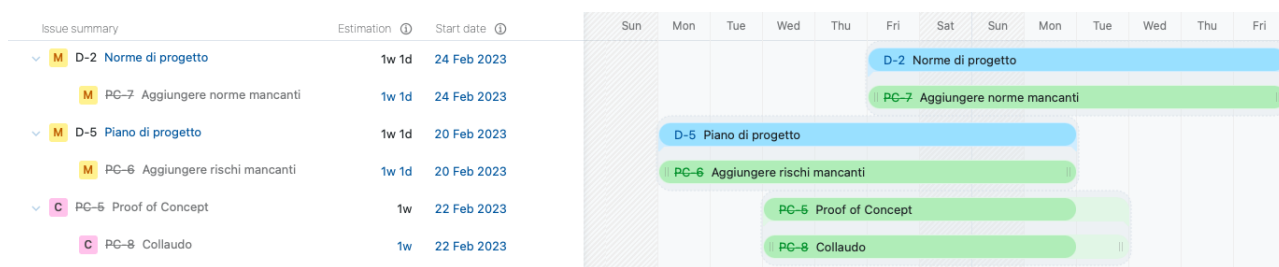 Issue summary Estimation Start date Sun Mon Tue Wed Thu Fri Sat Sun Mon Tue Wed Thu Fri
M D-2 Norme di progetto 1w 1d 24 Feb 2023 D-2 Norme di progetto
M PC-7 Aggiungere norme mancanti 1w 1d 24 Feb 2023 PC-7 Aggiungere norme mancanti
M D-5 Piano di progetto 1w 1d 20 Feb 2023 D-5 Piano di progetto
M PC-6 Aggiungere rischi mancanti 1w 1d 20 Feb 2023 PC-6 Aggiungere rischi mancanti
C PC-5 Proof of Concept 1w 22 Feb 2023 PC-5 Proof of Concept
C PC-8 Collaudo 1w 22 Feb 2023 PC-8 Collaudo